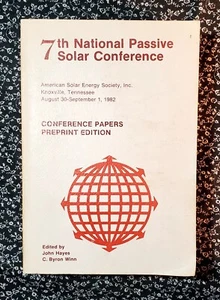 7th National Passive
Solar Conference
American Solar Energy Society, Inc.
Knoxville, Tennessee
August 30-September 1, 1982
CONFERENCE PAPERS
PREPRINT EDITION
Edited by
John Hayes
C. Byron Winn